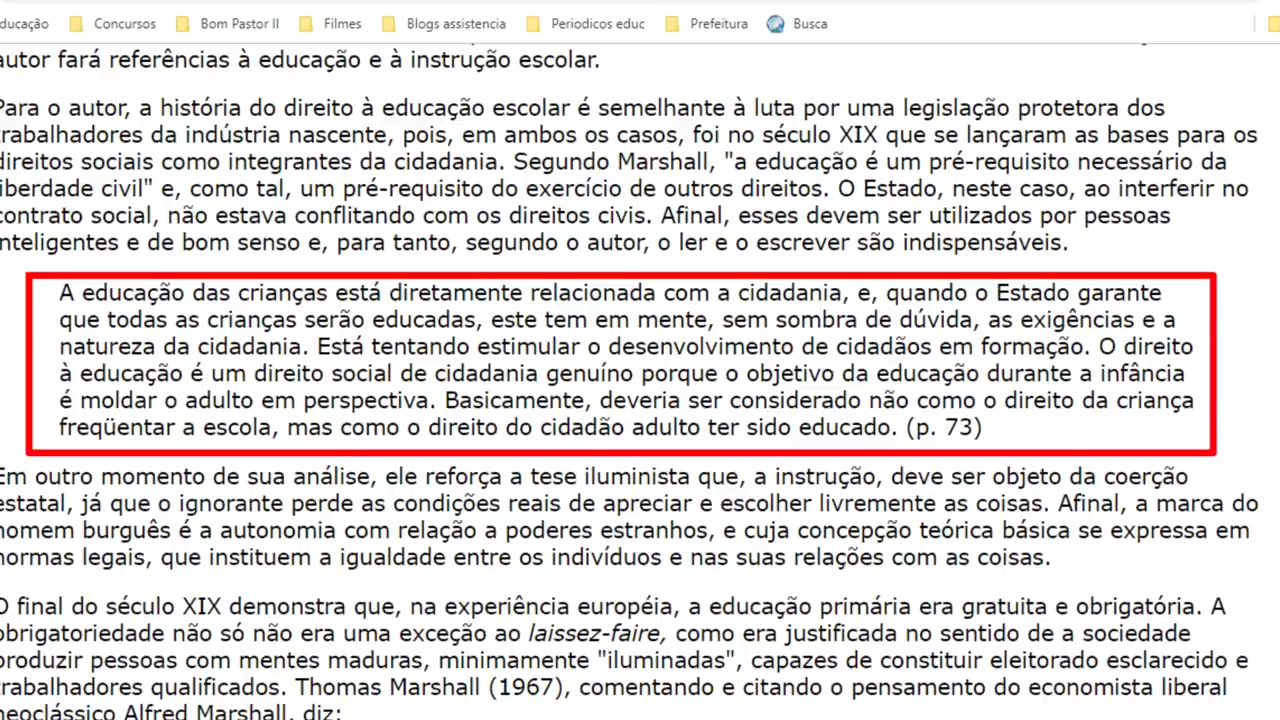 ducação Concursos Bom Pastor II Filmes Blogs assistencia Periodicos educ Prefeitura Busca
autor fará referências à educação e à instrução escolar.
Para o autor, a história do direito à educação escolar é semelhante à luta por uma legislação protetora dos
trabalhadores da indústria nascente, pois, em ambos os casos, foi no século XIX que se lançaram as bases para os
direitos sociais como integrantes da cidadania. Segundo Marshall, "a educação é um pré-requisito necessário da
liberdade civil" e, como tal, um pré-requisito do exercício de outros direitos. O Estado, neste caso, ao interferir no
contrato social, não estava conflitando com os direitos civis. Afinal, esses devem ser utilizados por pessoas
inteligentes e de bom senso e, para tanto, segundo o autor, o ler e o escrever são indispensáveis.
A educação das crianças está diretamente relacionada com a cidadania, e, quando o Estado garante
que todas as crianças serão educadas, este tem em mente, sem sombra de dúvida, as exigências e a
natureza da cidadania. Está tentando estimular o desenvolvimento de cidadãos em formação. O direito
à educação é um direito social de cidadania genuíno porque o objetivo da educação durante a infância
é moldar o adulto em perspectiva. Basicamente, deveria ser considerado não como o direito da criança
freqüentar a escola, mas como o direito do cidadão adulto ter sido educado. (p. 73)
Em outro momento de sua análise, ele reforça a tese iluminista que, a instrução, deve ser objeto da coerção
estatal, já que o ignorante perde as condições reais de apreciar e escolher livremente as coisas. Afinal, a marca do
homem burguês é a autonomia com relação a poderes estranhos, e cuja concepção teórica básica se expressa em
normas legais, que instituem a igualdade entre os indivíduos e nas suas relações com as coisas.
O final do século XIX demonstra que, na experiência européia, a educação primária era gratuita e obrigatória. A
obrigatoriedade não só não era uma exceção ao laissez-faire, como era justificada no sentido de a sociedade
produzir pessoas com mentes maduras, minimamente "iluminadas", capazes de constituir eleitorado esclarecido e
trabalhadores qualificados. Thomas Marshall (1967), comentando e citando o pensamento do economista liberal
neoclássico Alfred Marshall, diz: